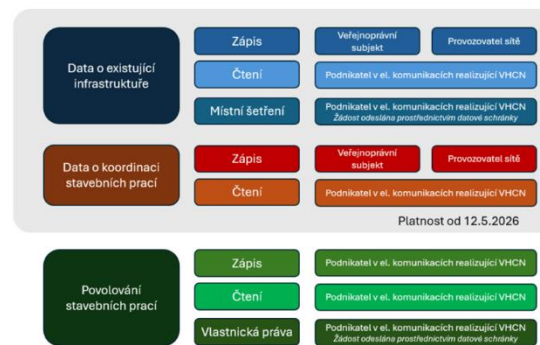 Data o existující
infrastruktuře
Zápis
Veřejnoprávní
subjekt
Provozovatel sítě
Čtení
Podnikatel v el. komunikacích realizující VHCN
Místní šetření
Podnikatel v el. komunikacích realizující VHCN
Žádost odeslána prostřednictvím datové schránky
Data o koordinaci
stavebních prací
Zápis
Veřejnoprávní
subjekt
Provozovatel sítě
Čtení
Podnikatel v el. komunikacích realizující VHCN
Platnost od 12.5.2026
Povolování
stavebních prací
Zápis
Podnikatel v el. komunikacích realizující VHCN
Čtení
Podnikatel v el. komunikacích realizující VHCN
Vlastnická práva
Podnikatel v el. komunikacích realizující VHCN
Žádost odeslána prostřednictvím datové schránky